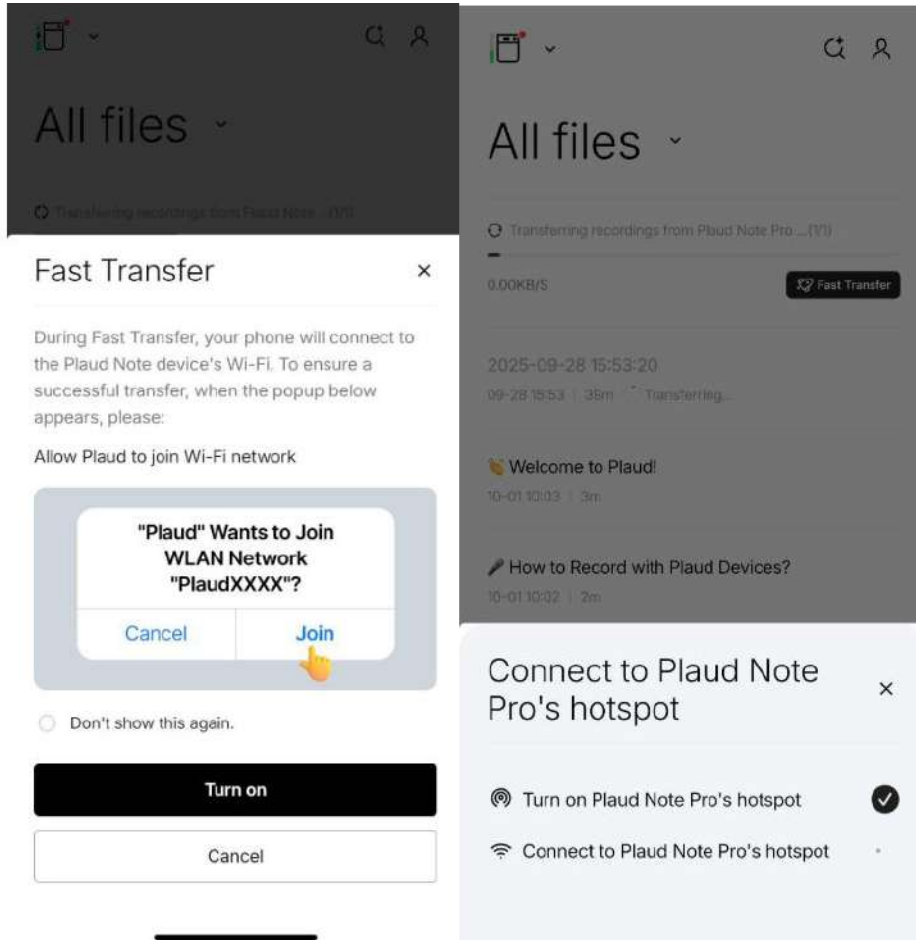 All files
Transferring recordings from Plaud Note ...(1/1)
Fast Transfer
During Fast Transfer, your phone will connect to
the Plaud Note device's Wi-Fi. To ensure a
successful transfer, when the popup below
appears, please:
Allow Plaud to join Wi-Fi network
"Plaud" Wants to Join
WLAN Network
"PlaudXXXX"?
Cancel
Join
Don't show this again.
Turn on
Cancel
All files
Transferring recordings from Plaud Note Pro ...(1/1)
0.00KB/S
Fast Transfer
2025-09-28 15:53:20
09-28 15:53 | 38m Transferring...
👏 Welcome to Plaud!
10-01 10:03 | 3m
🎤 How to Record with Plaud Devices?
10-01 10:02 | 2m
Connect to Plaud Note
Pro's hotspot
Turn on Plaud Note Pro's hotspot
Connect to Plaud Note Pro's hotspot